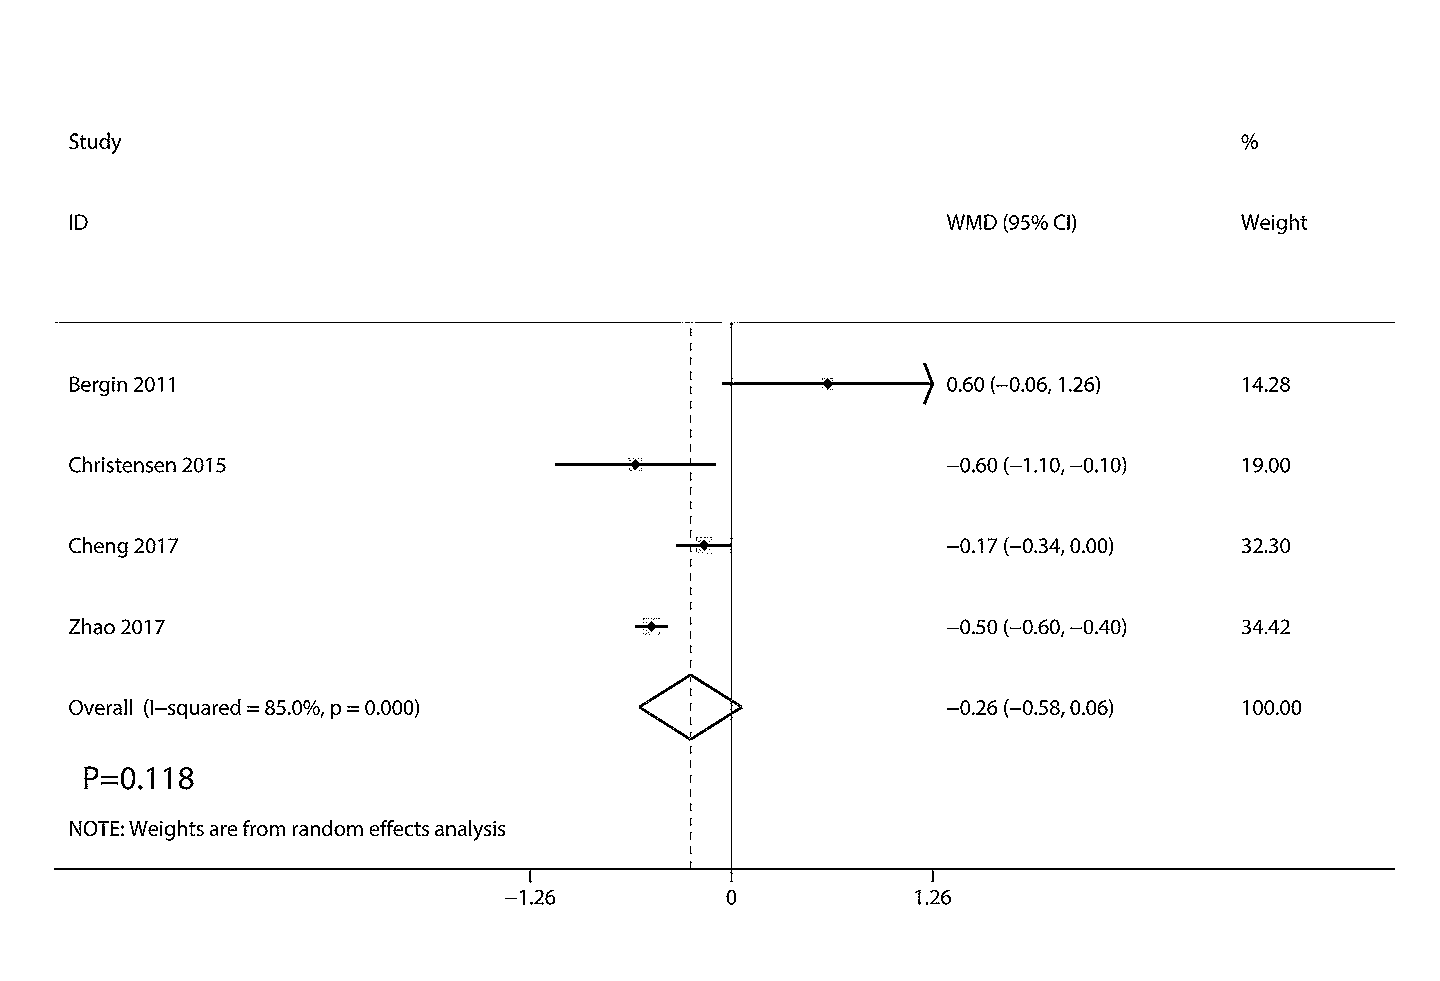 Study %
ID WMD (95% CI) Weight
Bergin 2011 0.60 (−0.06, 1.26) 14.28
Christensen 2015 −0.60 (−1.10, −0.10) 19.00
Cheng 2017 −0.17 (−0.34, 0.00) 32.30
Zhao 2017 −0.50 (−0.60, −0.40) 34.42
Overall (I−squared = 85.0%, p = 0.000) −0.26 (−0.58, 0.06) 100.00
P=0.118
NOTE: Weights are from random effects analysis
−1.26 0 1.26